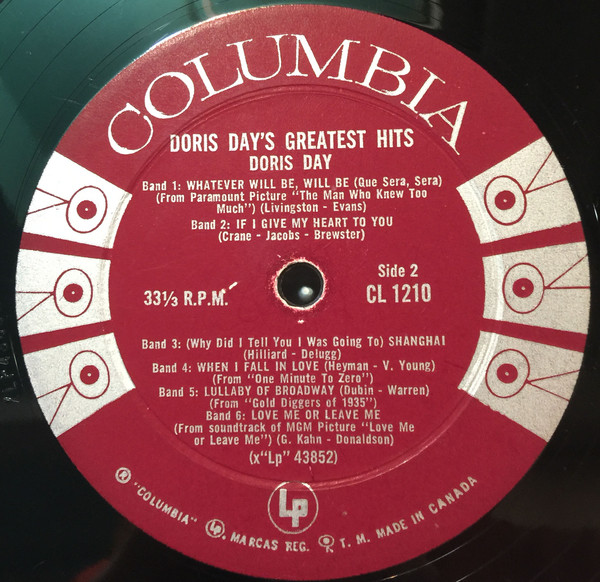 COLUMBIA
DORIS DAY'S GREATEST HITS
DORIS DAY
Band 1: WHATEVER WILL BE, WILL BE (Que Sera, Sera)
(From Paramount Picture "The Man Who Knew Too
Much") (Livingston - Evans)
Band 2: IF I GIVE MY HEART TO YOU
(Crane - Jacobs - Brewster)
33⅓ R.P.M.
Side 2
CL 1210
Band 3: (Why Did I Tell You I Was Going To) SHANGHAI
(Hilliard - Delugg)
Band 4: WHEN I FALL IN LOVE (Heyman - V. Young)
(From "One Minute To Zero")
Band 5: LULLABY OF BROADWAY (Dubin - Warren)
(From "Gold Diggers of 1935")
Band 6: LOVE ME OR LEAVE ME
(From soundtrack of MGM Picture "Love Me
or Leave Me") (G. Kahn - Donaldson)
(x"Lp" 43852)
Lp
® "COLUMBIA" Lp. MARCAS REG. T. M. MADE IN CANADA